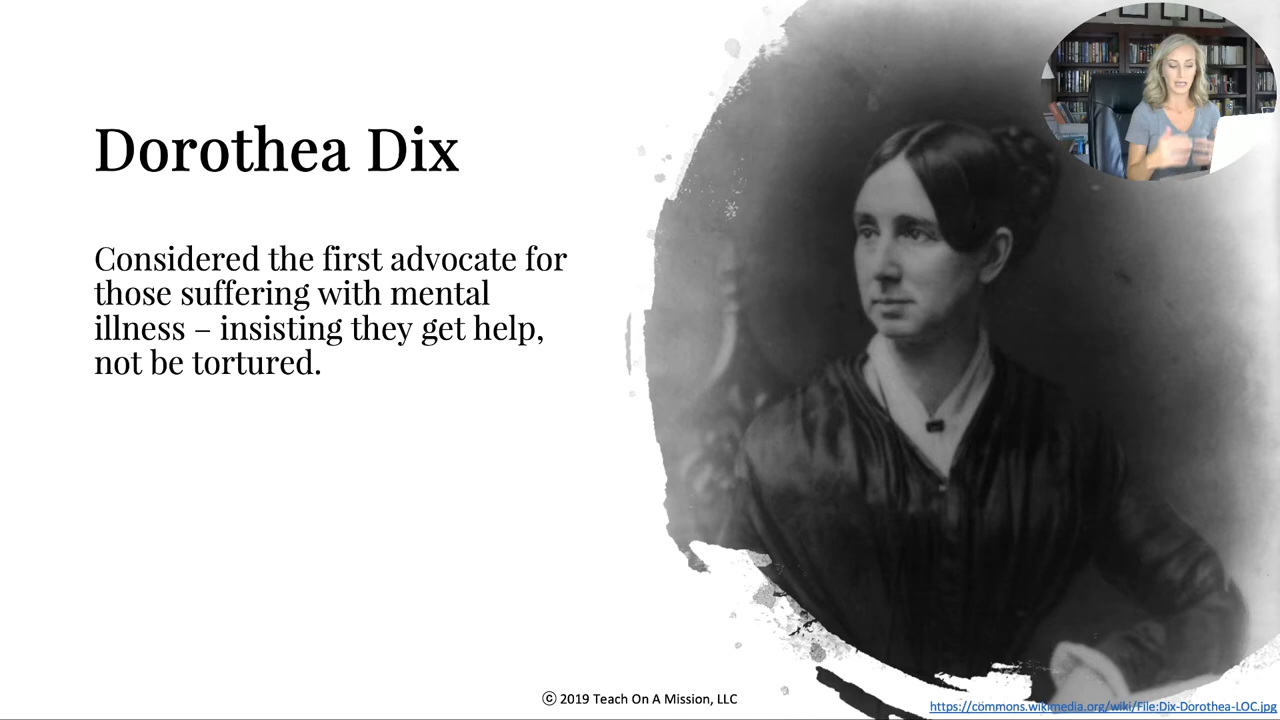 Dorothea Dix
Considered the first advocate for
those suffering with mental
illness – insisting they get help,
not be tortured.
ⓒ 2019 Teach On A Mission, LLC
https://commons.wikimedia.org/wiki/File:Dix-Dorothea-LOC.jpg